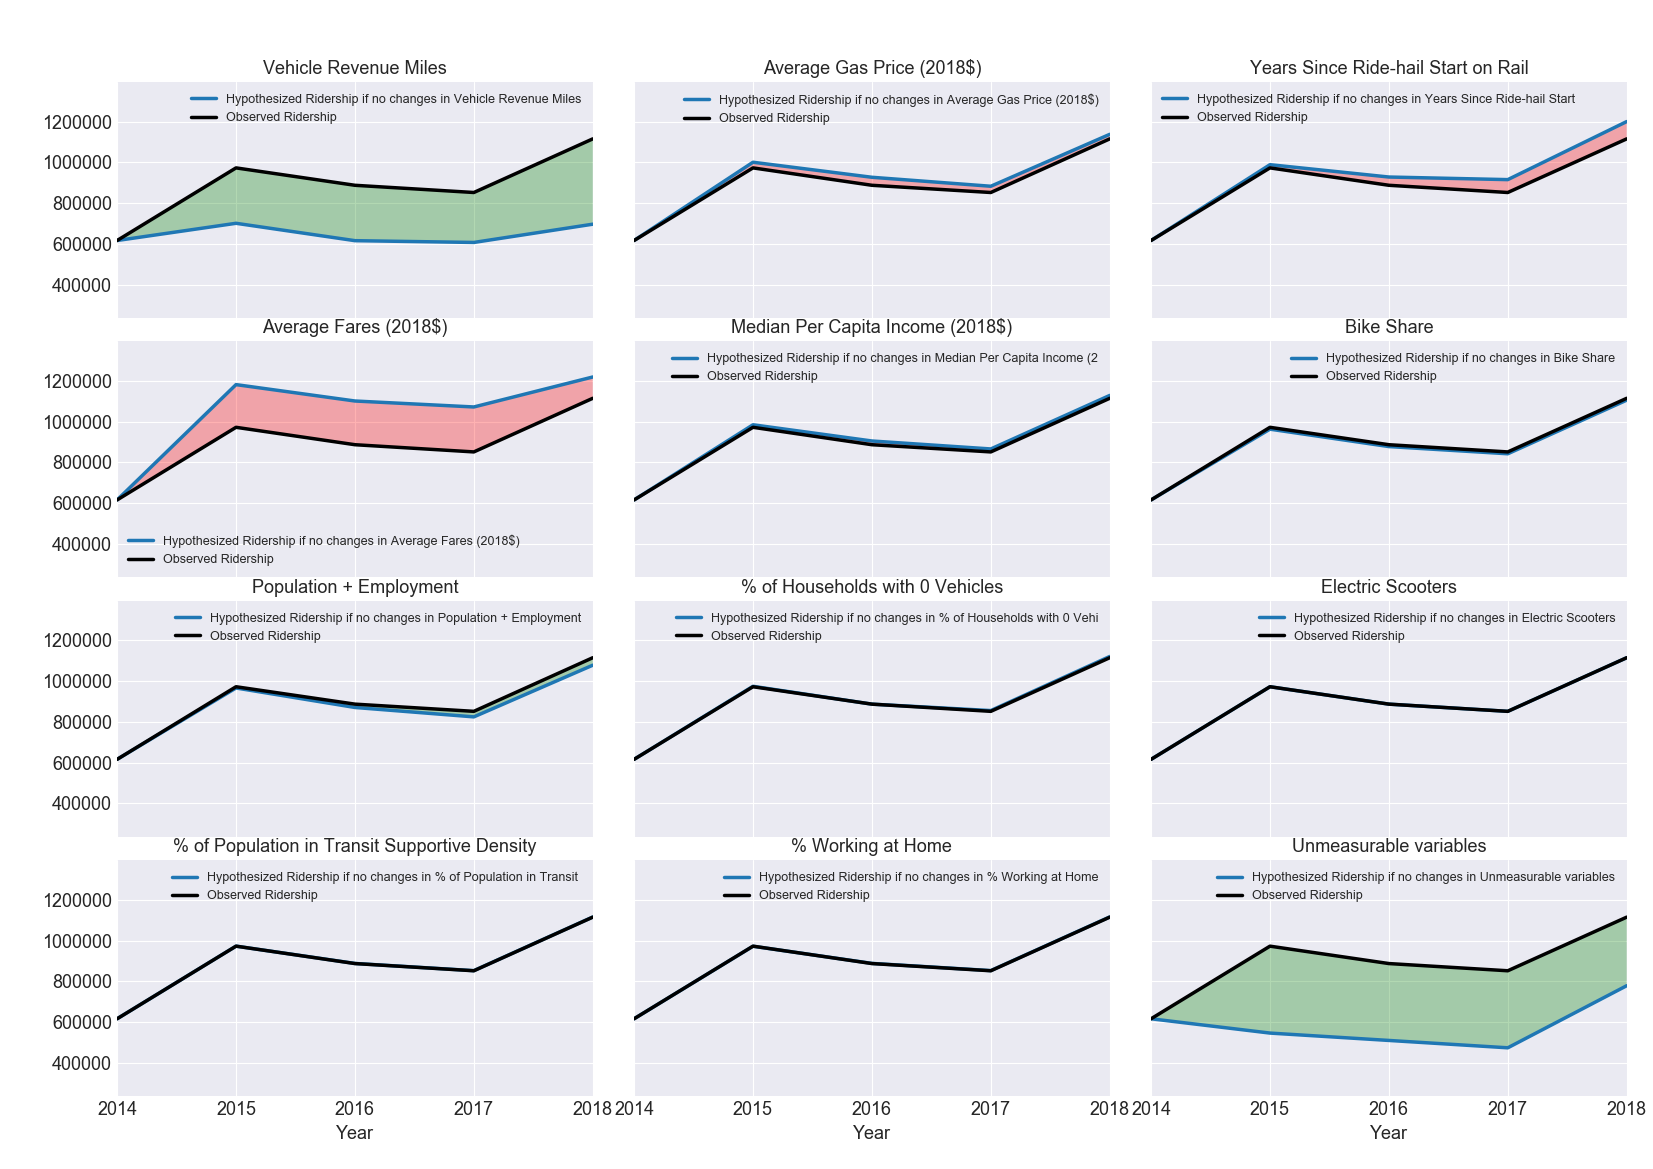 Vehicle Revenue Miles
Hypothesized Ridership if no changes in Vehicle Revenue Miles
Observed Ridership
1200000
1000000
800000
600000
400000
Average Gas Price (2018$)
Hypothesized Ridership if no changes in Average Gas Price (2018$)
Observed Ridership
Years Since Ride-hail Start on Rail
Hypothesized Ridership if no changes in Years Since Ride-hail Start
Observed Ridership
Average Fares (2018$)
1200000
1000000
800000
600000
400000
Hypothesized Ridership if no changes in Average Fares (2018$)
Observed Ridership
Median Per Capita Income (2018$)
Hypothesized Ridership if no changes in Median Per Capita Income (2
Observed Ridership
Bike Share
Hypothesized Ridership if no changes in Bike Share
Observed Ridership
Population + Employment
Hypothesized Ridership if no changes in Population + Employment
Observed Ridership
1200000
1000000
800000
600000
400000
% of Households with 0 Vehicles
Hypothesized Ridership if no changes in % of Households with 0 Vehi
Observed Ridership
Electric Scooters
Hypothesized Ridership if no changes in Electric Scooters
Observed Ridership
% of Population in Transit Supportive Density
Hypothesized Ridership if no changes in % of Population in Transit
Observed Ridership
1200000
1000000
800000
600000
400000
2014 2015 2016 2017 2018
Year
% Working at Home
Hypothesized Ridership if no changes in % Working at Home
Observed Ridership
2014 2015 2016 2017 2018
Year
Unmeasurable variables
Hypothesized Ridership if no changes in Unmeasurable variables
Observed Ridership
2014 2015 2016 2017 2018
Year